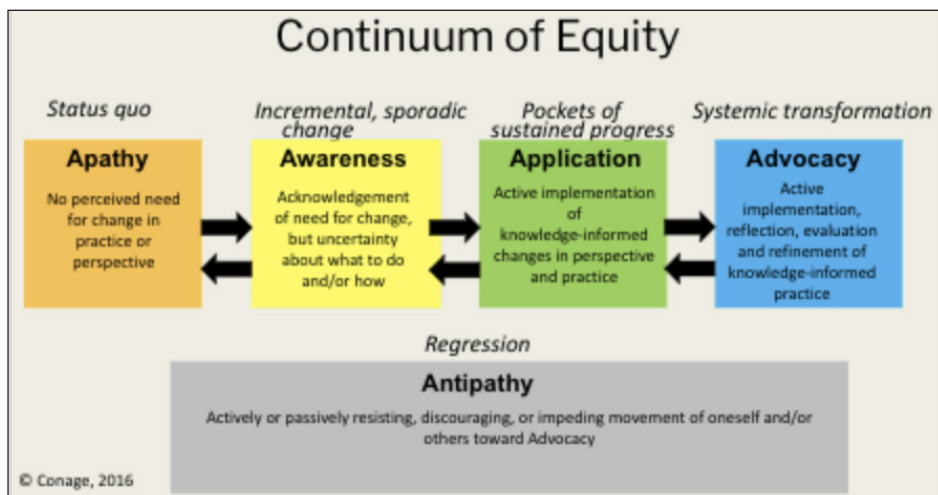 Continuum of Equity
Status quo
Apathy
No perceived need
for change in
practice or
perspective
Incremental, sporadic
change
Awareness
Acknowledgement
of need for change,
but uncertainty
about what to do
and/or how
Pockets of
sustained progress
Application
Active implementation
of
knowledge-informed
changes in perspective
and practice
Systemic transformation
Advocacy
Active
implementation,
reflection, evaluation
and refinement of
knowledge-informed
practice
Regression
Antipathy
Actively or passively resisting, discouraging, or impeding movement of oneself and/or
others toward Advocacy
© Conage, 2016